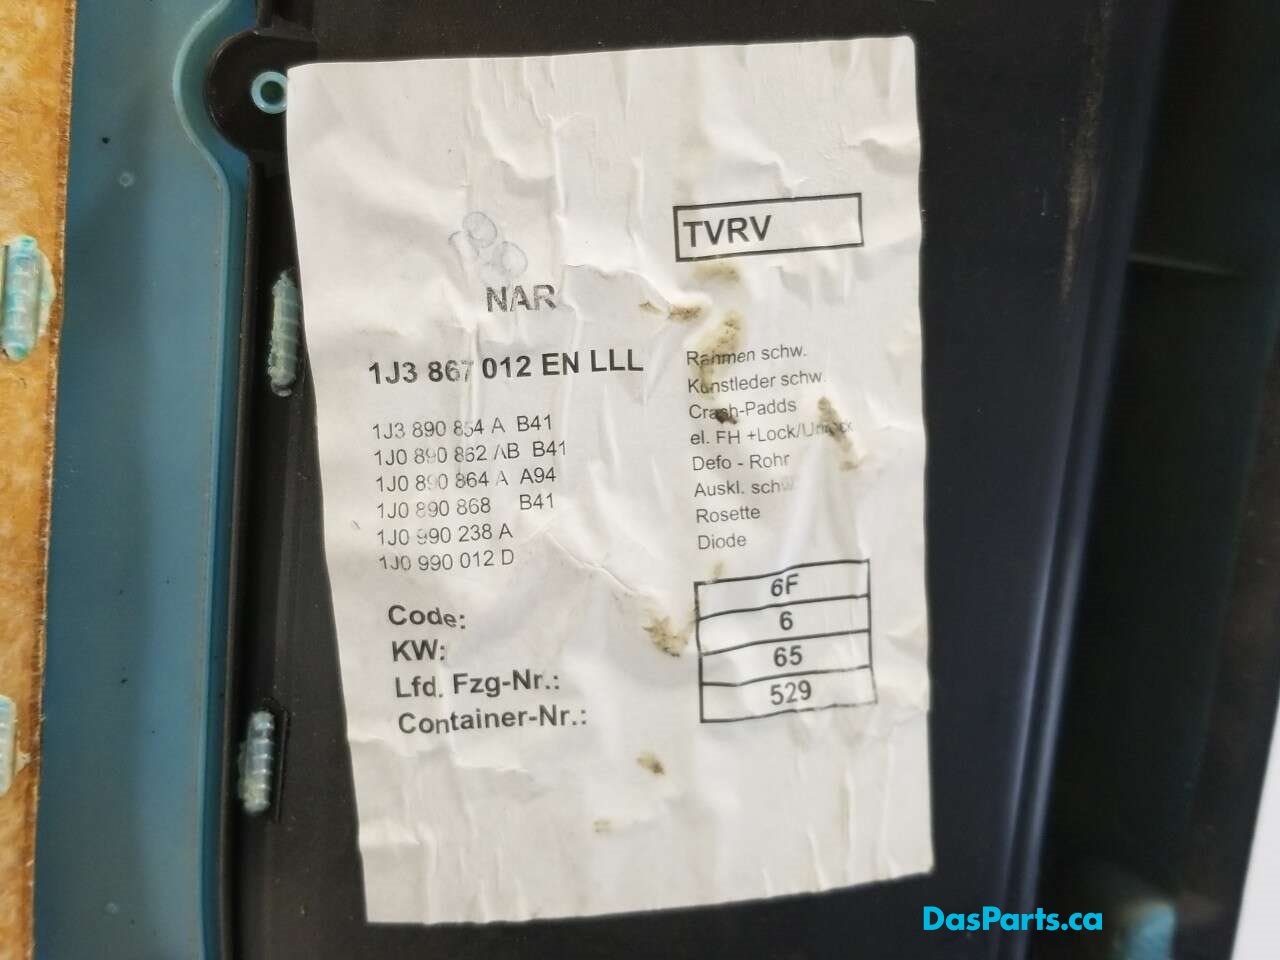 TVRV
NAR
1J3 867 012 EN LLL
1J3 890 854 A B41
1J0 890 862 AB B41
1J0 890 864 A A94
1J0 890 868 B41
1J0 990 238 A
1J0 990 012 D
Rahmen schw.
Kunstleder schw.
Crash-Padds
el. FH +Lock/Unlock
Defo - Rohr
Auskl. schw.
Rosette
Diode
Code: 6F
KW: 6
Lfd. Fzg-Nr.: 65
Container-Nr.: 529
DasParts.ca